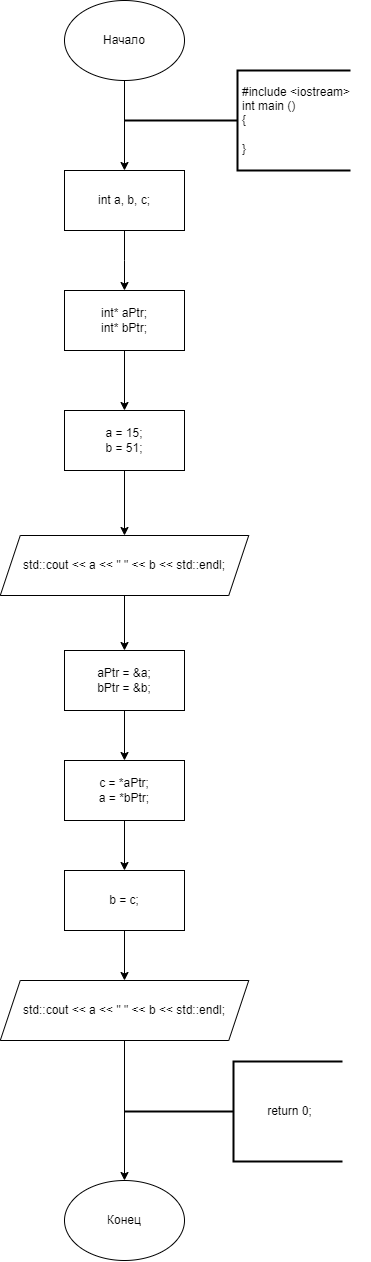 Начало
#include <iostream>
int main ()
{
}
int a, b, c;
int* aPtr;
int* bPtr;
a = 15;
b = 51;
std::cout << a << " " << b << std::endl;
aPtr = &a;
bPtr = &b;
c = *aPtr;
a = *bPtr;
b = c;
std::cout << a << " " << b << std::endl;
return 0;
Конец